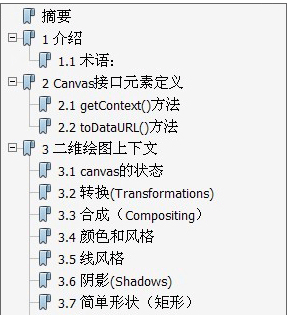 摘要
1 介绍
1.1 术语:
2 Canvas接口元素定义
2.1 getContext()方法
2.2 toDataURL()方法
3 二维绘图上下文
3.1 canvas的状态
3.2 转换(Transformations)
3.3 合成（Compositing）
3.4 颜色和风格
3.5 线风格
3.6 阴影(Shadows)
3.7 简单形状（矩形）